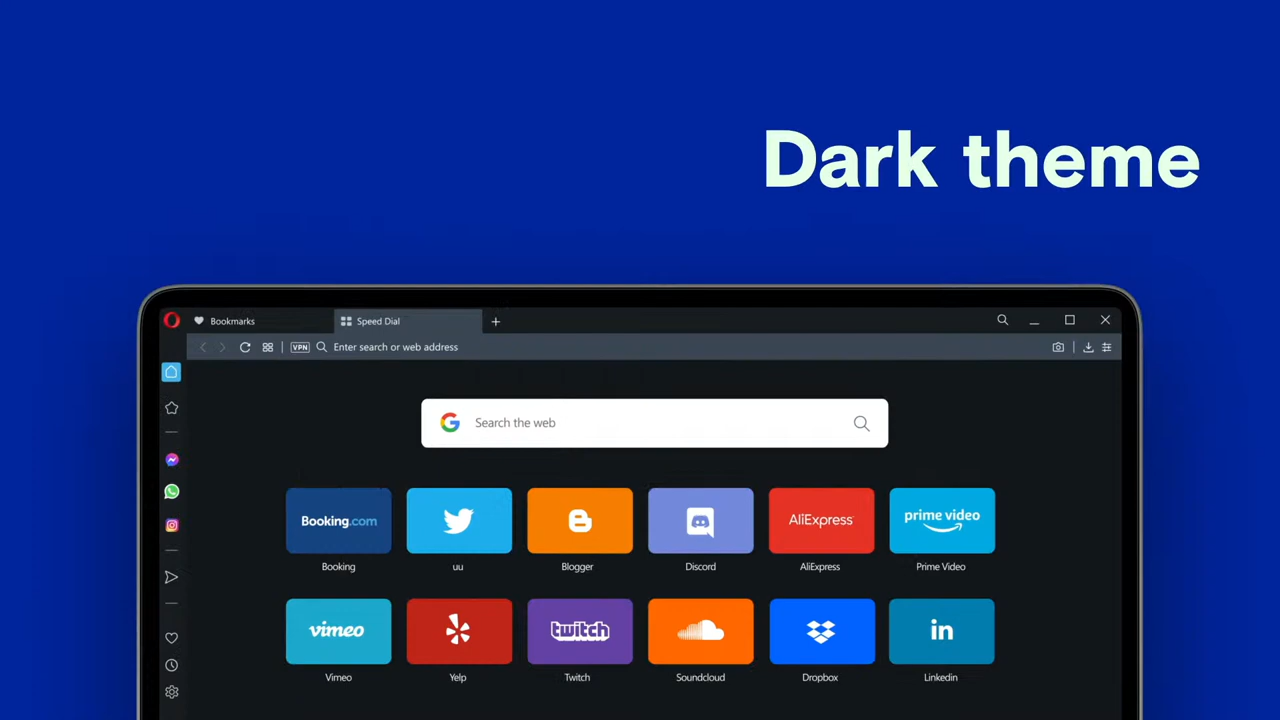 Dark theme
Bookmarks
Speed Dial
VPN
Enter search or web address
Search the web
Booking.com
AliExpress
prime video
Booking
uu
Blogger
Discord
AliExpress
Prime Video
vimeo
twitch
in
Vimeo
Yelp
Twitch
Soundcloud
Dropbox
Linkedin